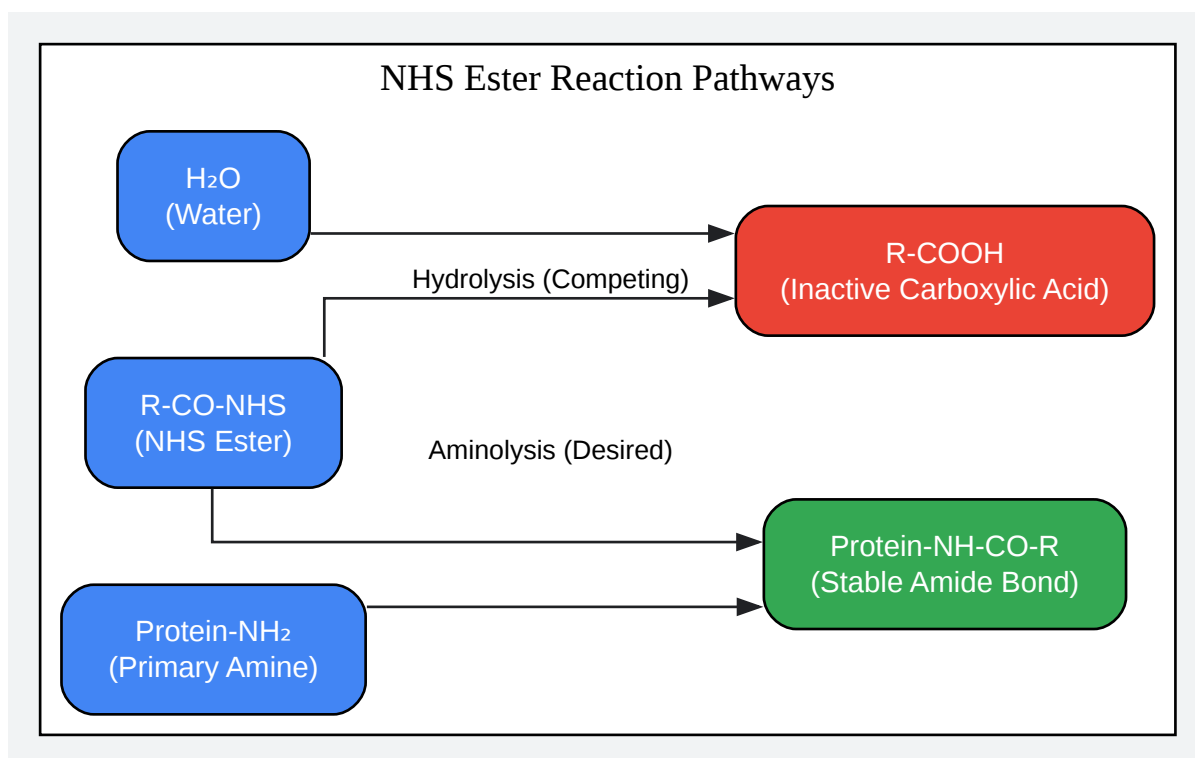 NHS Ester Reaction Pathways
H₂O
(Water)
R-COOH
(Inactive Carboxylic Acid)
Hydrolysis (Competing)
R-CO-NHS
(NHS Ester)
Aminolysis (Desired)
Protein-NH-CO-R
(Stable Amide Bond)
Protein-NH₂
(Primary Amine)